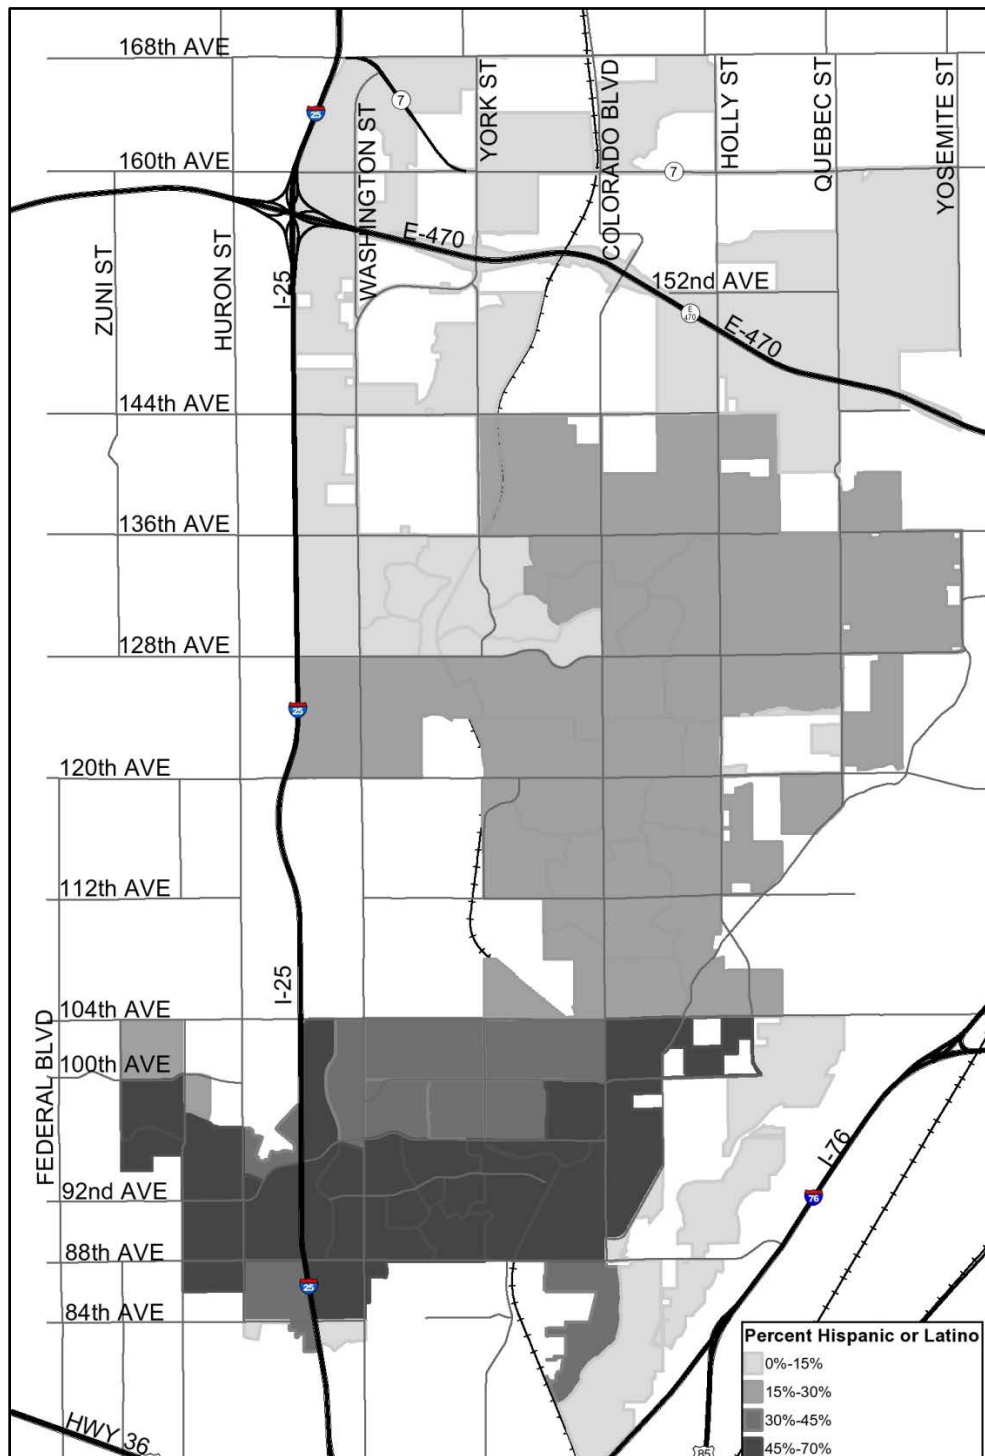 168th AVE
25
7
WASHINGTON ST
YORK ST
COLORADO BLVD
HOLLY ST
QUEBEC ST
YOSEMITE ST
160th AVE
7
ZUNI ST
HURON ST
I-25
E-470
152nd AVE
E
470
E-470
144th AVE
136th AVE
128th AVE
25
120th AVE
112th AVE
I-25
104th AVE
FEDERAL BLVD
100th AVE
I-76
92nd AVE
76
88th AVE
25
84th AVE
HWY 36
85
Percent Hispanic or Latino
0%-15%
15%-30%
30%-45%
45%-70%